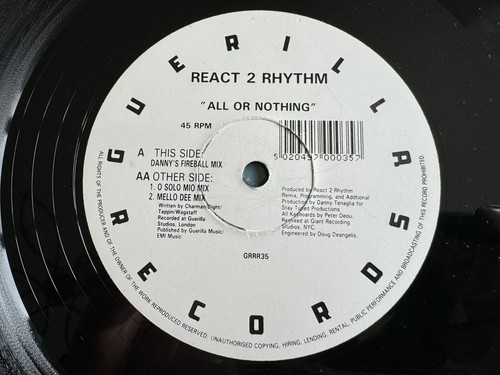 GUERILLA RECORDS
REACT 2 RHYTHM
"ALL OR NOTHING"
45 RPM
5 020497 000357
A THIS SIDE:
DANNY'S FIREBALL MIX
AA OTHER SIDE:
1. O SOLO MIO MIX
2. MELLO DEE MIX
Written by Charman/Light/
Tappin/Wagstaff
Recorded at Guerilla
Studios, London.
Published by Guerilla Music/
EMI Music.
Produced by React 2 Rhythm
Remix, Programming, and Additional
Production by Danny Tenaglia for
Stay Tuned Productions.
All Keyboards by Peter Daou.
Remixed at Giant Recording
Studios, NYC.
Engineered by Doug Deangelis.
GRRR35
ALL RIGHTS OF THE PRODUCER AND OF THE OWNER OF THE WORK REPRODUCED RESERVED. UNAUTHORISED COPYING, HIRING, LENDING, RENTAL, PUBLIC PERFORMANCE AND BROADCASTING OF THIS RECORD PROHIBITED.